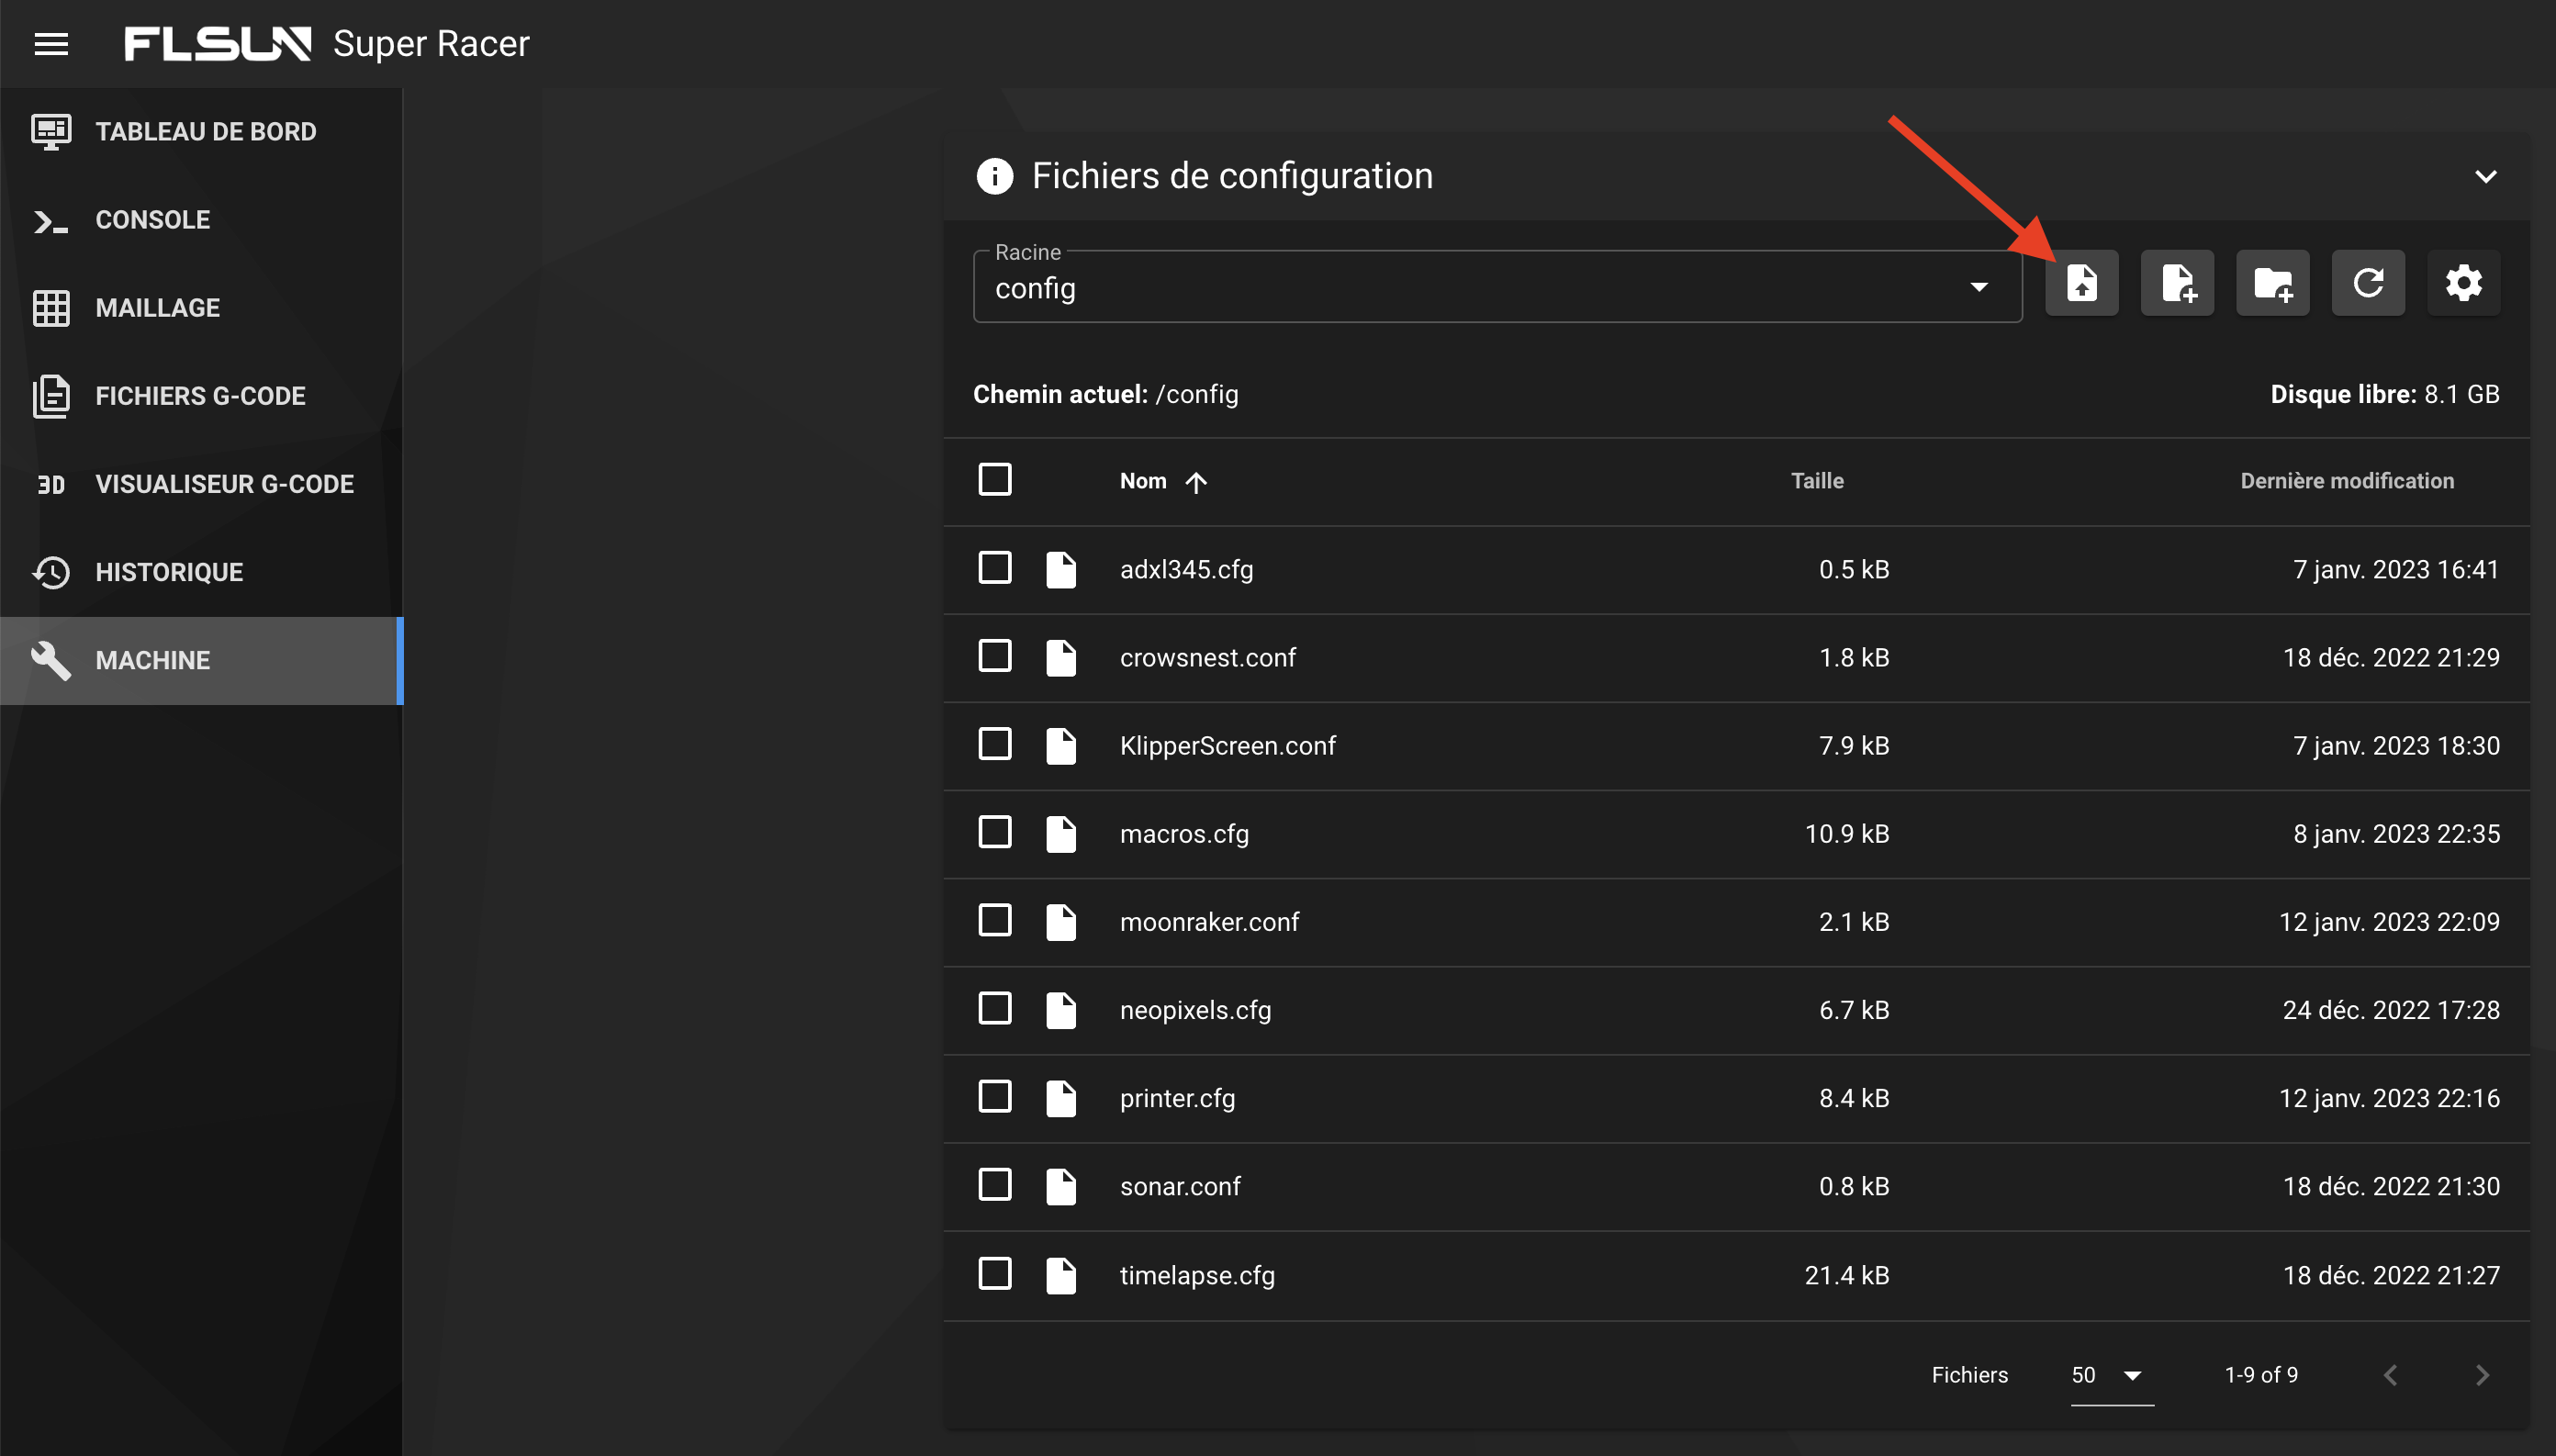 FLSUN Super Racer
TABLEAU DE BORD
CONSOLE
MAILLAGE
FICHIERS G-CODE
3D VISUALISEUR G-CODE
HISTORIQUE
MACHINE
Fichiers de configuration
Racine
config
Chemin actuel: /config Disque libre: 8.1 GB
Nom Taille Dernière modification
adxl345.cfg 0.5 kB 7 janv. 2023 16:41
crowsnest.conf 1.8 kB 18 déc. 2022 21:29
KlipperScreen.conf 7.9 kB 7 janv. 2023 18:30
macros.cfg 10.9 kB 8 janv. 2023 22:35
moonraker.conf 2.1 kB 12 janv. 2023 22:09
neopixels.cfg 6.7 kB 24 déc. 2022 17:28
printer.cfg 8.4 kB 12 janv. 2023 22:16
sonar.conf 0.8 kB 18 déc. 2022 21:30
timelapse.cfg 21.4 kB 18 déc. 2022 21:27
Fichiers 50 1-9 of 9